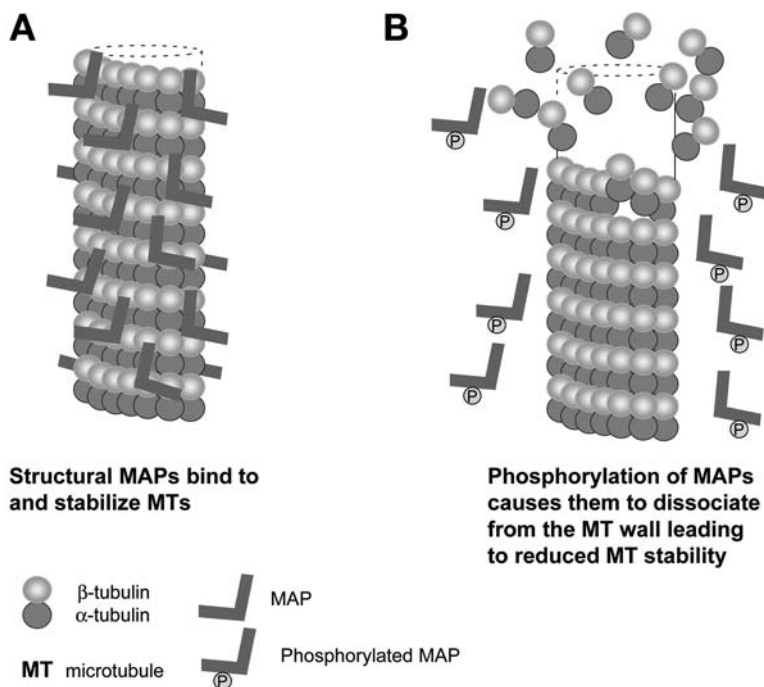 A
B
P
P
P
P
P
P
P
P
Structural MAPs bind to
and stabilize MTs
Phosphorylation of MAPs
causes them to dissociate
from the MT wall leading
to reduced MT stability
β-tubulin
α-tubulin
MAP
MT microtubule
Phosphorylated MAP
P